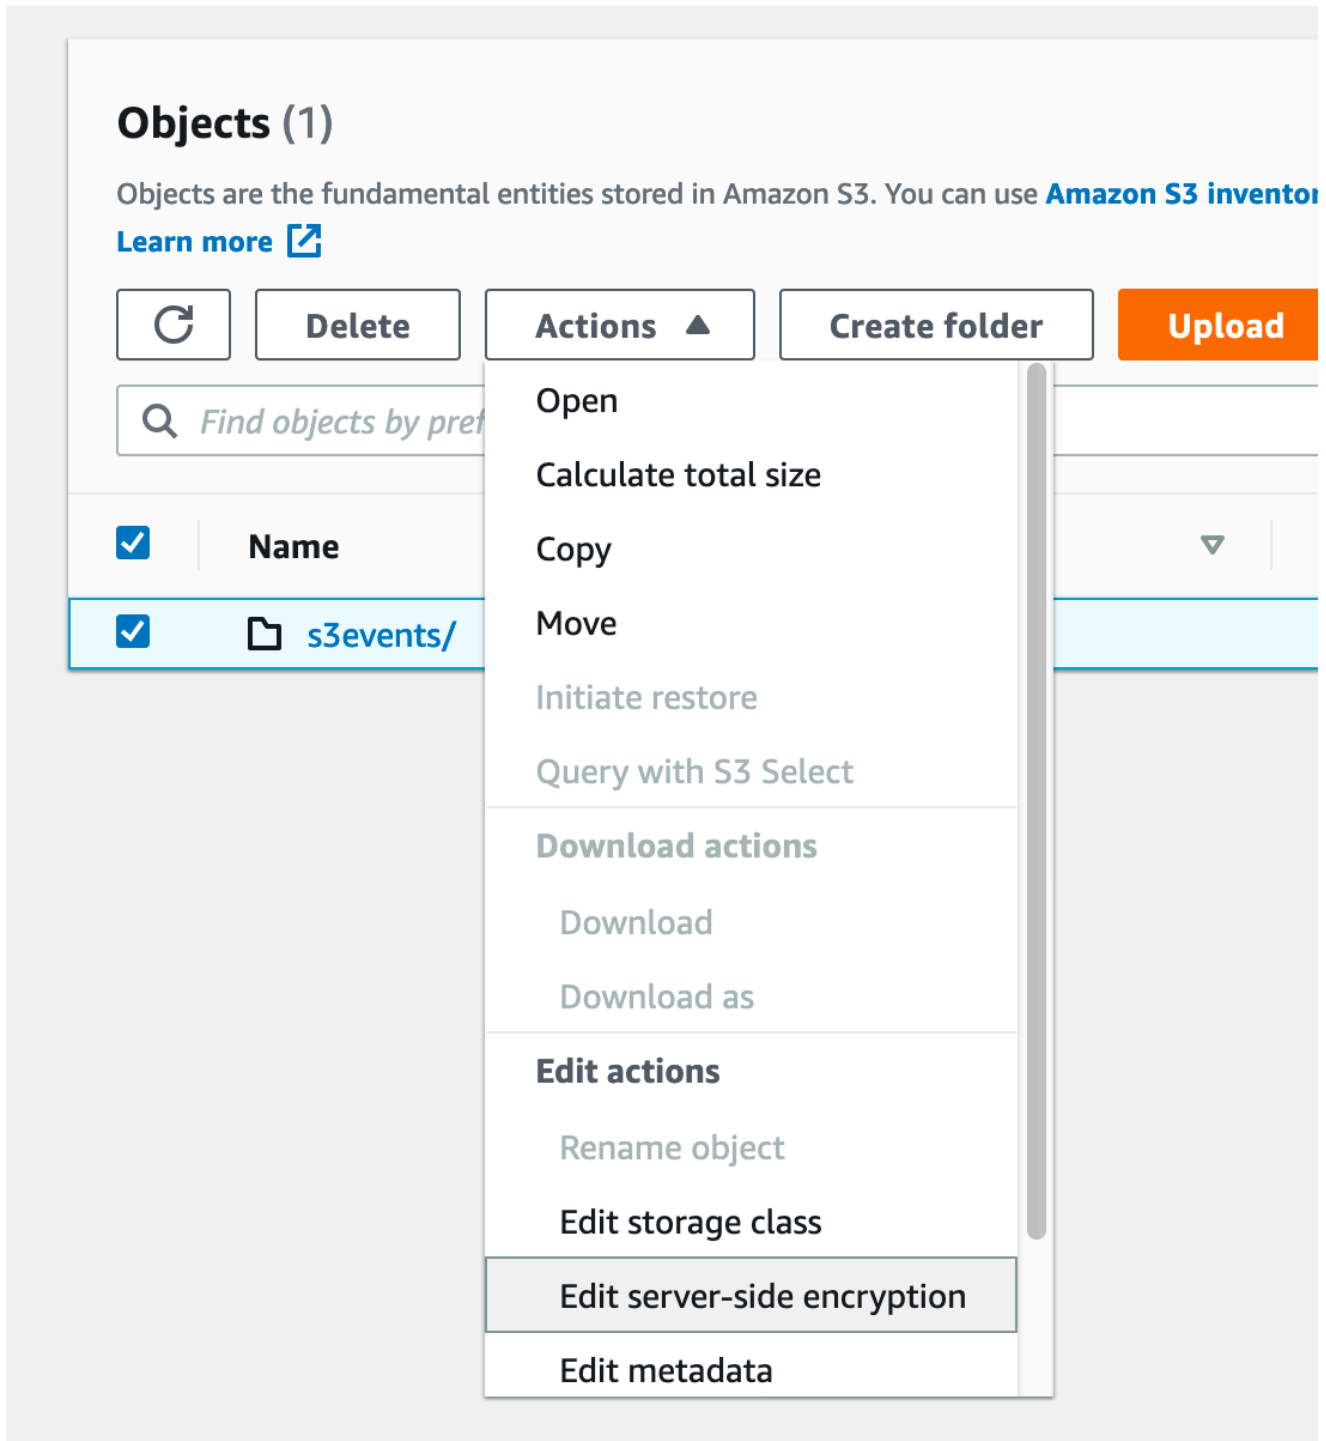 Objects (1)
Objects are the fundamental entities stored in Amazon S3. You can use Amazon S3 inventor
Learn more
Delete
Actions
Create folder
Upload
Find objects by pref
Open
Calculate total size
Name
Copy
Move
s3events/
Initiate restore
Query with S3 Select
Download actions
Download
Download as
Edit actions
Rename object
Edit storage class
Edit server-side encryption
Edit metadata